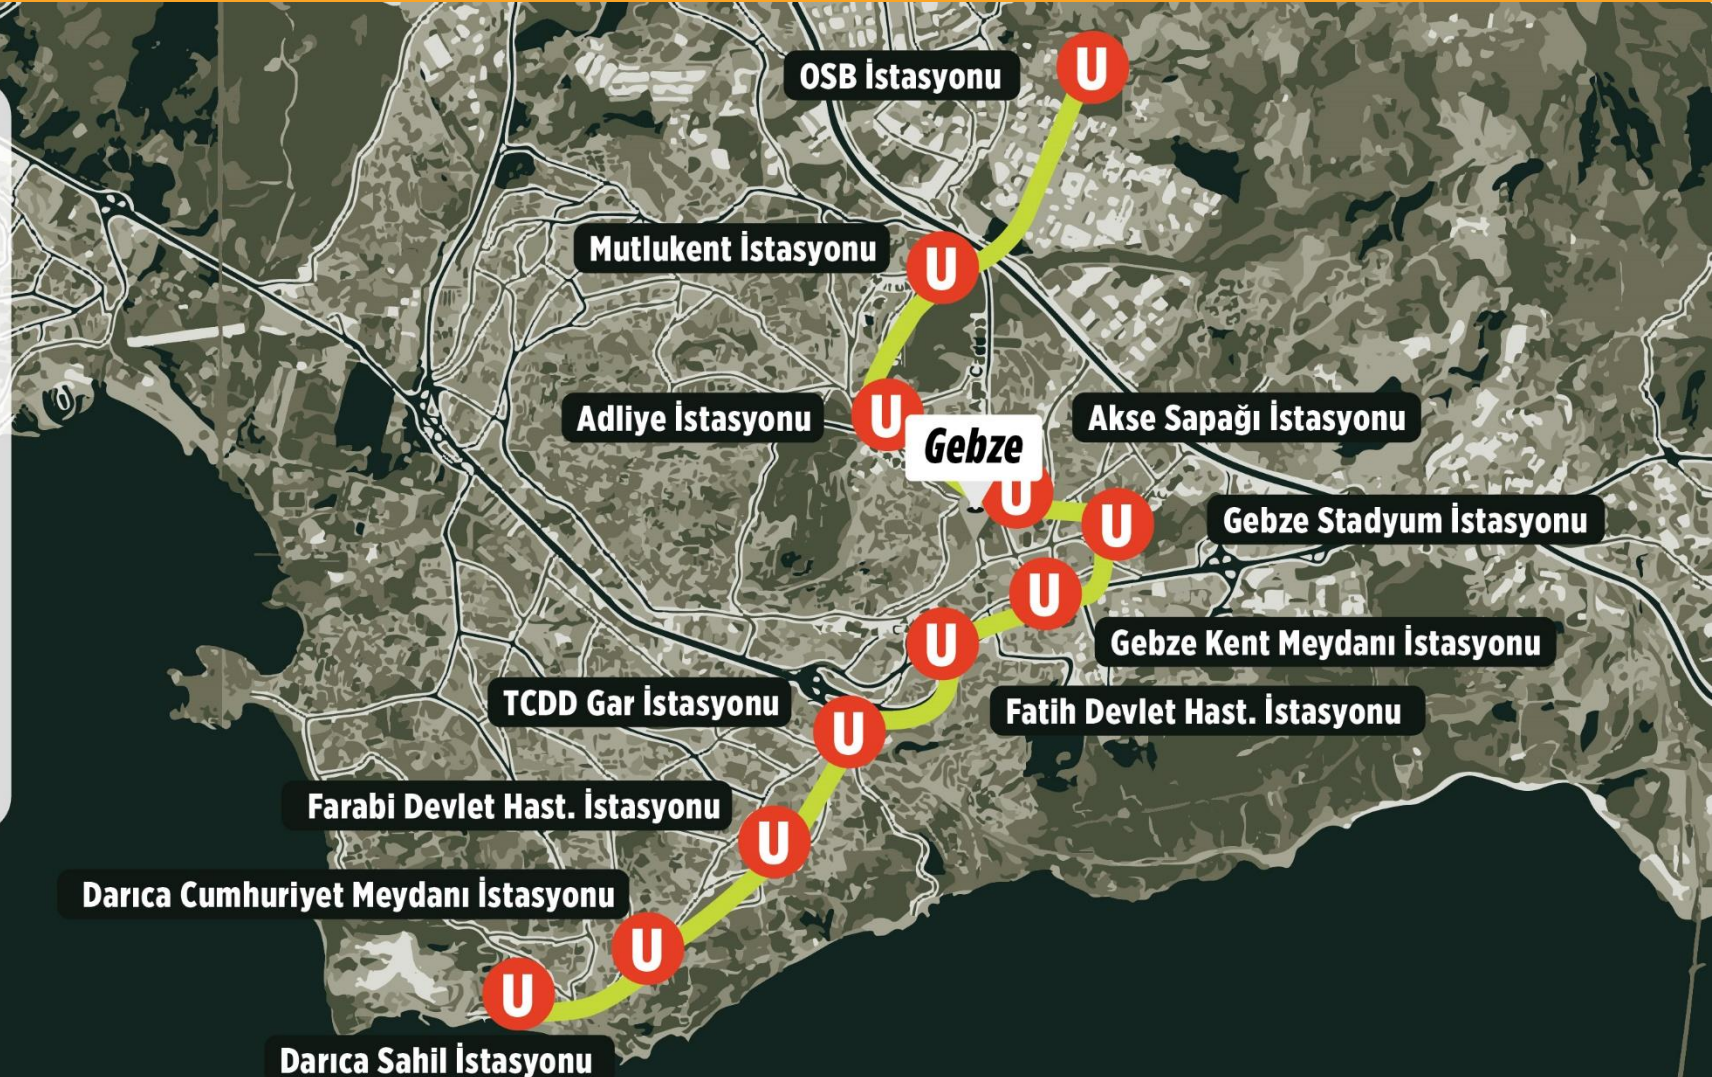 OSB İstasyonu
U
Mutlukent İstasyonu
U
Adliye İstasyonu
U
Gebze
Akse Sapağı İstasyonu
U
U
Gebze Stadyum İstasyonu
U
Gebze Kent Meydanı İstasyonu
U
Fatih Devlet Hast. İstasyonu
TCDD Gar İstasyonu
U
Farabi Devlet Hast. İstasyonu
U
Darıca Cumhuriyet Meydanı İstasyonu
U
U
Darıca Sahil İstasyonu